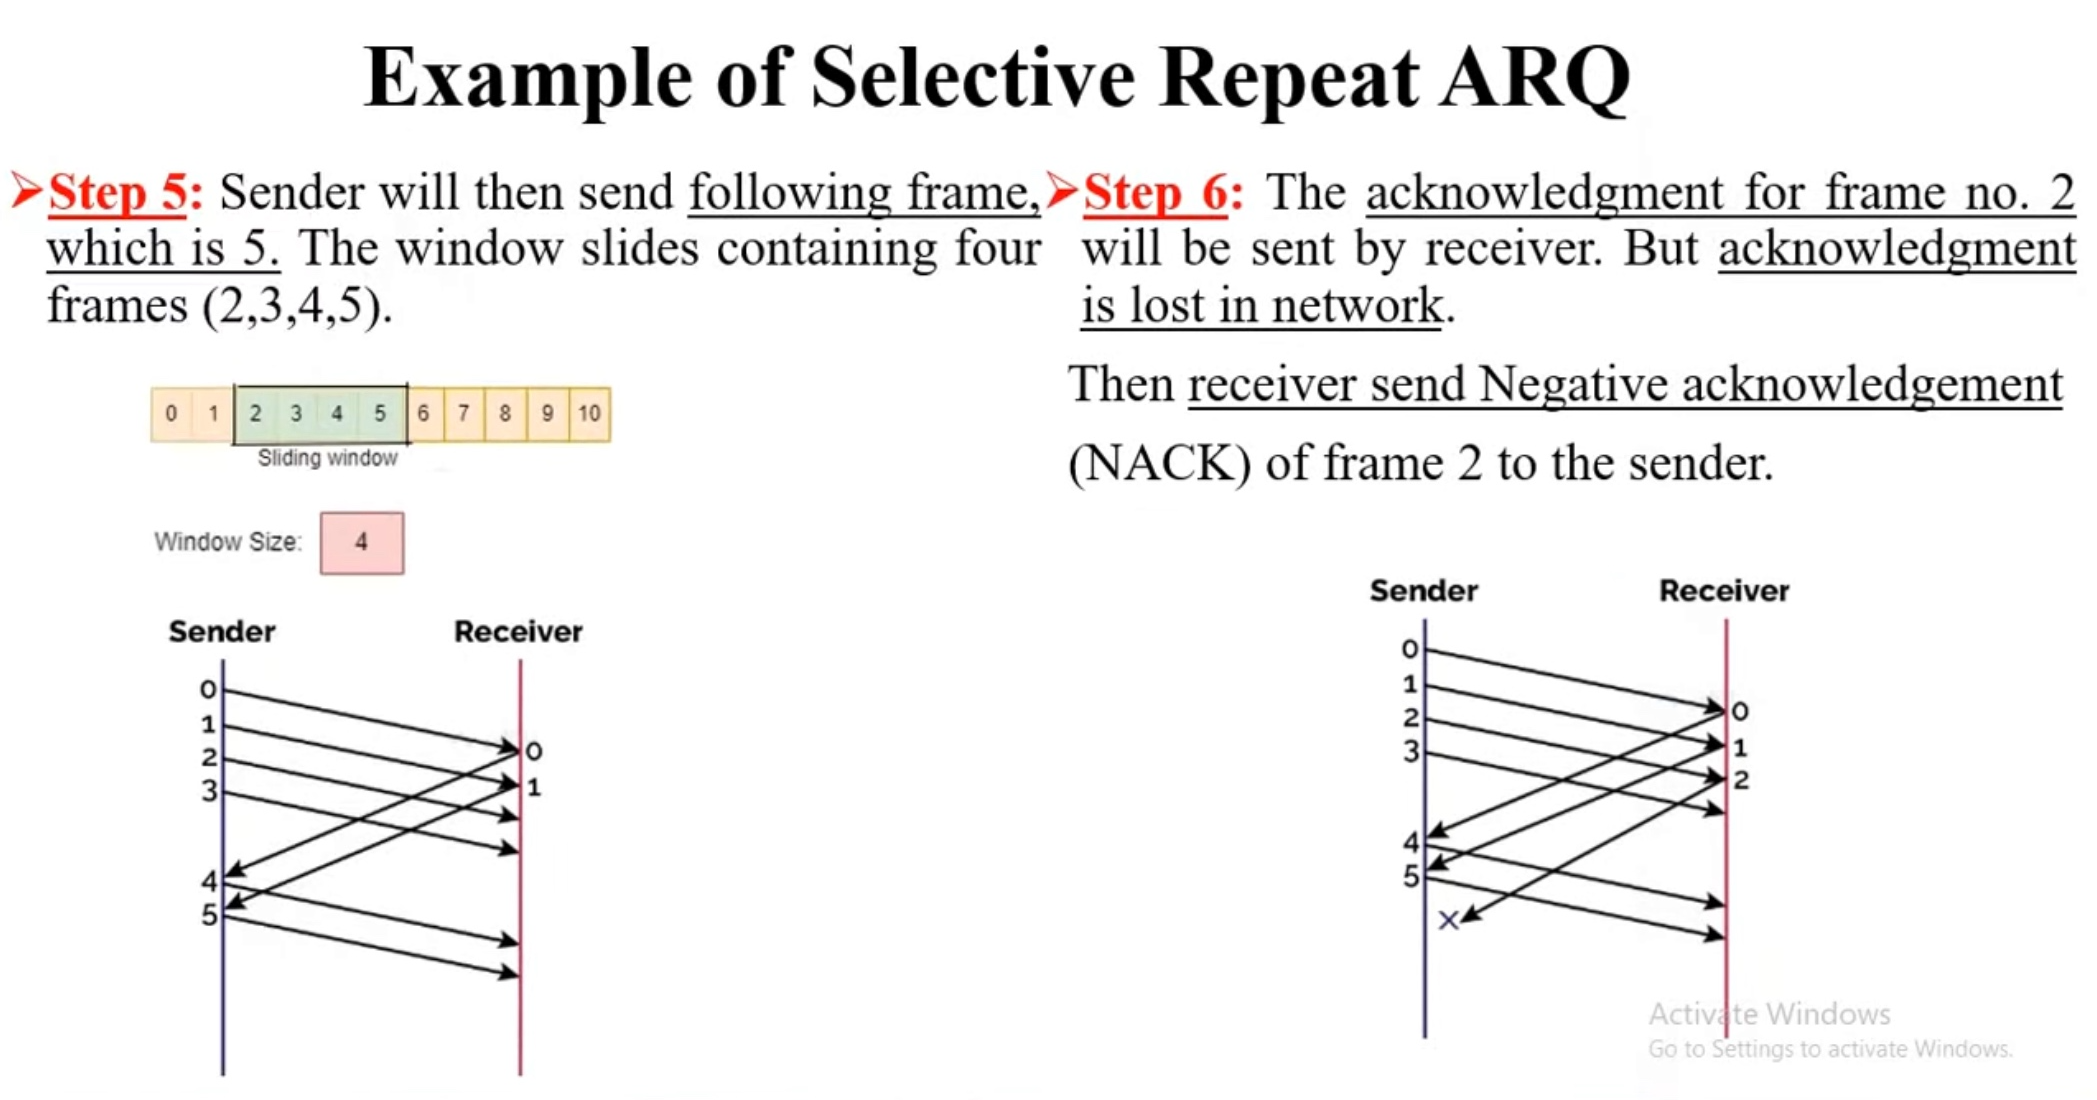 Example of Selective Repeat ARQ
➢Step 5: Sender will then send following frame,
which is 5. The window slides containing four
frames (2,3,4,5).
0 1 2 3 4 5 6 7 8 9 10
Sliding window
Window Size: 4
Sender Receiver
0
1
2
3
4
5
0
1
➢Step 6: The acknowledgment for frame no. 2
will be sent by receiver. But acknowledgment
is lost in network.
Then receiver send Negative acknowledgement
(NACK) of frame 2 to the sender.
Sender Receiver
0
1
2
3
4
5
X
0
1
2
Activate Windows
Go to Settings to activate Windows.